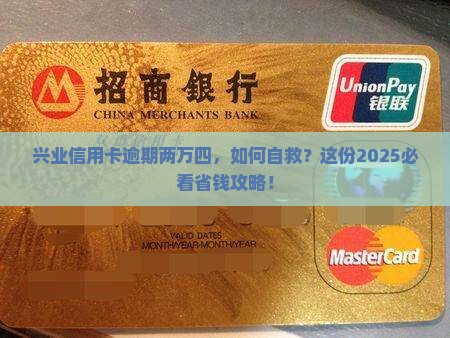 招商銀行
CHINA MERCHANTS BANK
UnionPay
银联
兴业信用卡逾期两万四，如何自救？这份2025必
看省钱攻略！
VALID DATES
MONTH/YEAR-MONTH/YEAR
MasterCard